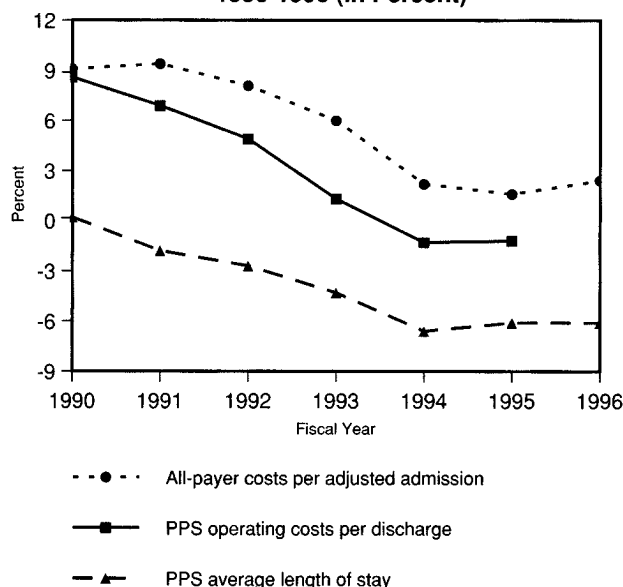 1990-1996 (In Percent)
12
9
6
3
0
-3
-6
-9
Percent
1990 1991 1992 1993 1994 1995 1996
Fiscal Year
All-payer costs per adjusted admission
PPS operating costs per discharge
PPS average length of stay